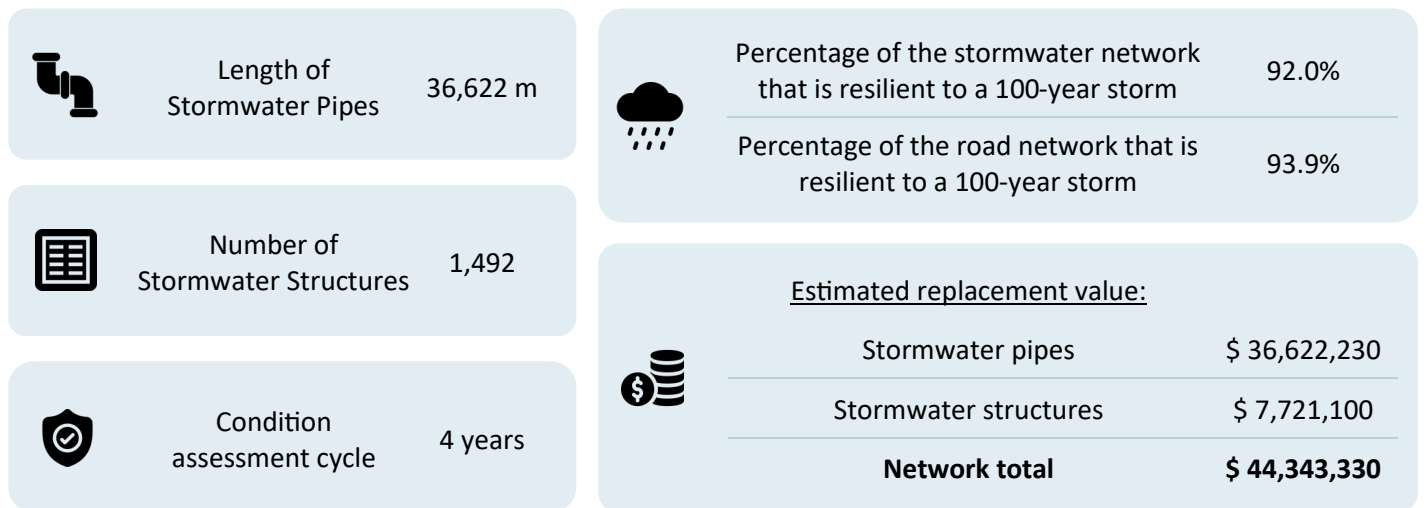 Length of
Stormwater Pipes
36,622 m
Number of
Stormwater Structures
1,492
Condition
assessment cycle
4 years
Percentage of the stormwater network
that is resilient to a 100-year storm
92.0%
Percentage of the road network that is
resilient to a 100-year storm
93.9%
Estimated replacement value:
Stormwater pipes $ 36,622,230
Stormwater structures $ 7,721,100
Network total $ 44,343,330